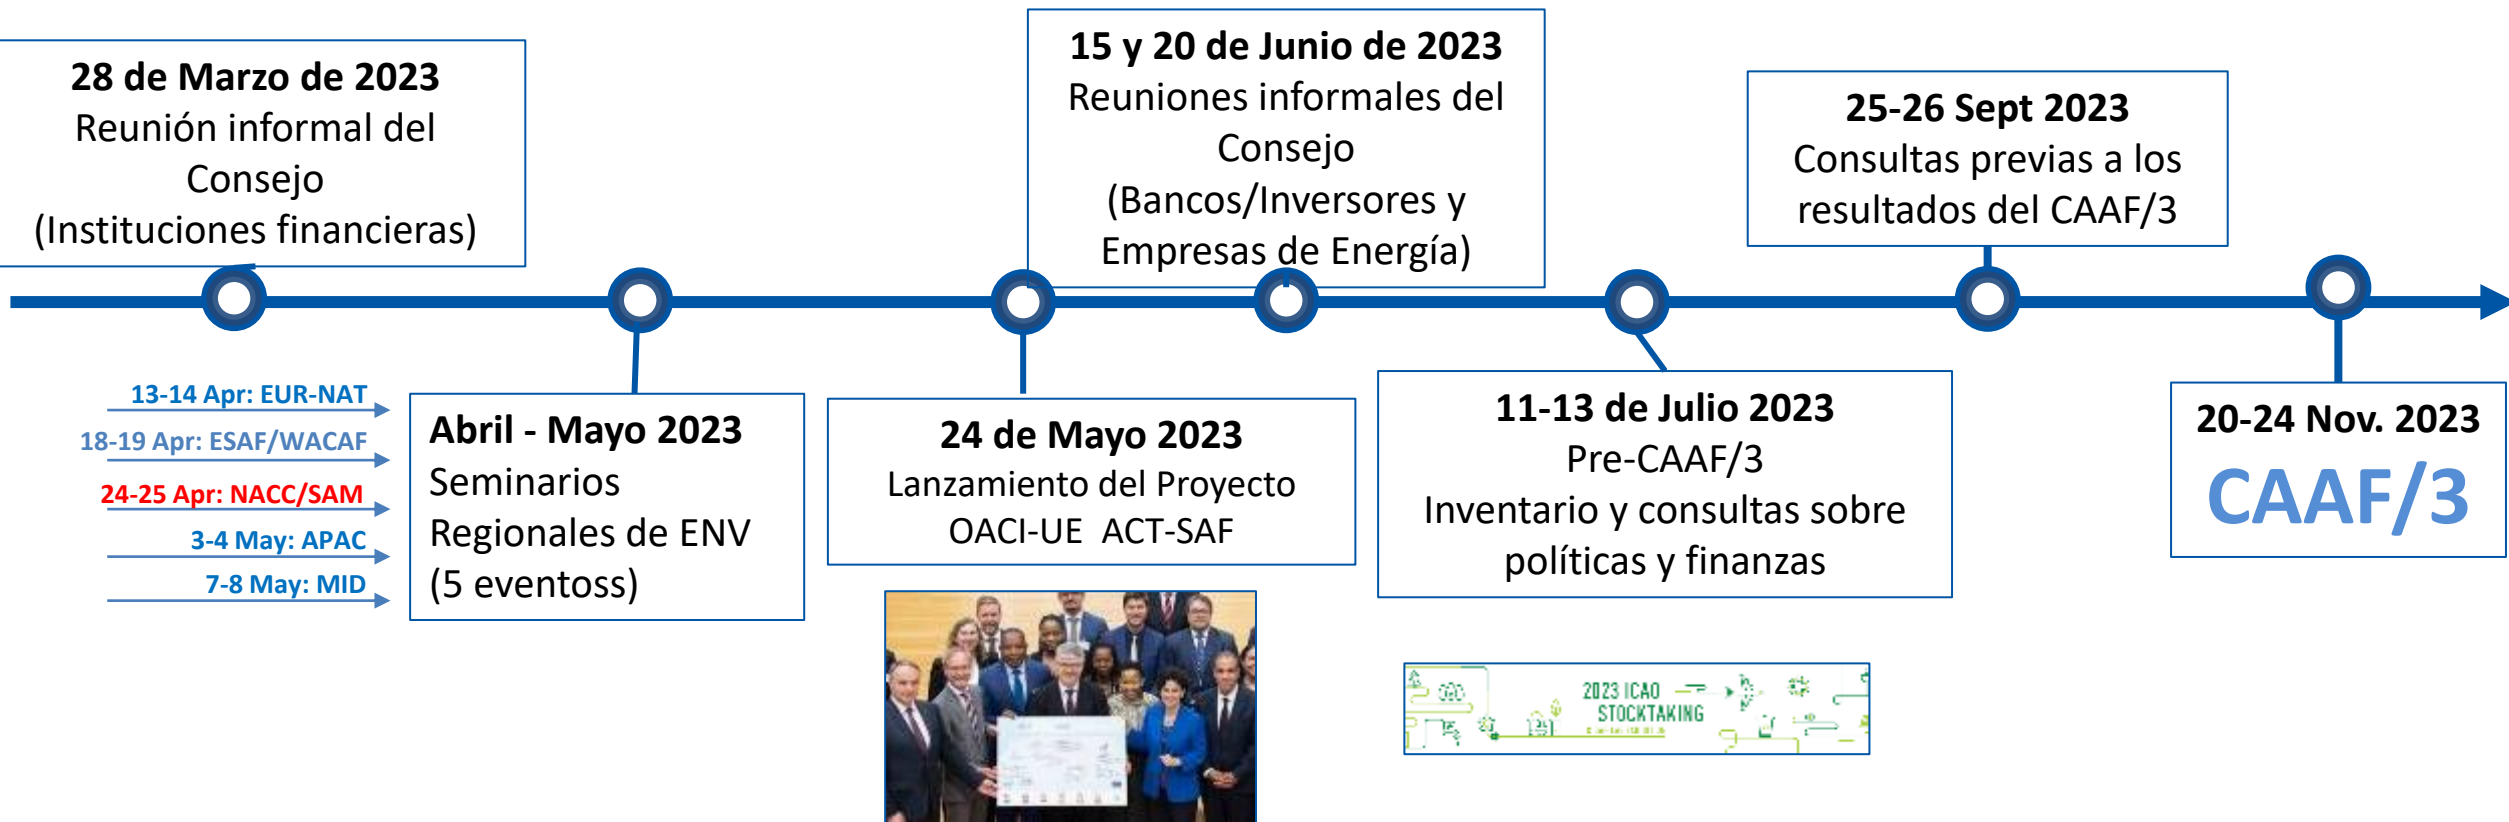 28 de Marzo de 2023
Reunión informal del
Consejo
(Instituciones financieras)
13-14 Apr: EUR-NAT
18-19 Apr: ESAF/WACAF
24-25 Apr: NACC/SAM
3-4 May: APAC
7-8 May: MID
Abril - Mayo 2023
Seminarios
Regionales de ENV
(5 eventoss)
24 de Mayo 2023
Lanzamiento del Proyecto
OACI-UE ACT-SAF
15 y 20 de Junio de 2023
Reuniones informales del
Consejo
(Bancos/Inversores y
Empresas de Energía)
11-13 de Julio 2023
Pre-CAAF/3
Inventario y consultas sobre
políticas y finanzas
2023 ICAO
STOCKTAKING
25-26 Sept 2023
Consultas previas a los
resultados del CAAF/3
20-24 Nov. 2023
CAAF/3